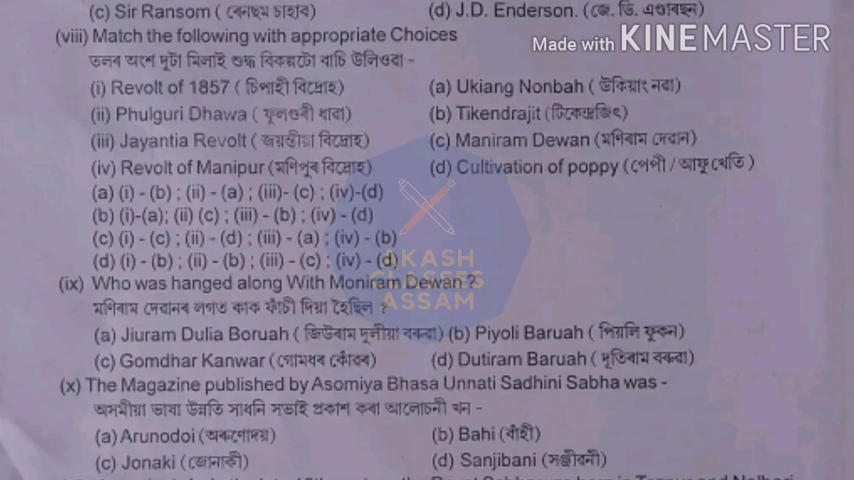 (c) Sir Ransom ( ৰেনছম চাহাব)
(d) J.D. Enderson. (জে. ডি. এণ্ডাৰছন)
Made with KINEMASTER
(viii) Match the following with appropriate Choices
তলৰ অংশ দুটা মিলাই শুদ্ধ বিকল্পটো বাচি উলিওৱা -
(i) Revolt of 1857 ( চিপাহী বিদ্ৰোহ)
(a) Ukiang Nonbah ( উকিয়াং নবা)
(ii) Phulguri Dhawa ( ফুলগুৰী ধাৱা)
(b) Tikendrajit (টিকেন্দ্ৰজিৎ)
(iii) Jayantia Revolt ( জয়ন্তীয়া বিদ্ৰোহ)
(c) Maniram Dewan (মণিৰাম দেৱান)
(iv) Revolt of Manipur (মণিপুৰ বিদ্ৰোহ)
(d) Cultivation of poppy (পেপী / আফু খেতি )
(a) (i) - (b) ; (ii) - (a) ; (iii)- (c) ; (iv)-(d)
(b) (i)-(a); (ii) (c) ; (iii) - (b) ; (iv) - (d)
(c) (i) - (c) ; (ii) - (d) ; (iii) - (a) ; (iv) - (b)
(d) (i) - (b) ; (ii) - (b) ; (iii) - (c) ; (iv) - (d)
AKASH
CLASSES
ASSAM
(ix) Who was hanged along With Moniram Dewan ?
মণিৰাম দেৱানৰ লগত কাক ফাঁচী দিয়া হৈছিল ?
(a) Jiuram Dulia Boruah ( জিউৰাম দুলীয়া বৰুৱা)
(b) Piyoli Baruah ( পিয়লি ফুকন)
(c) Gomdhar Kanwar (গোমধৰ কোঁৱৰ)
(d) Dutiram Baruah ( দূতিৰাম বৰুৱা)
(x) The Magazine published by Asomiya Bhasa Unnati Sadhini Sabha was -
অসমীয়া ভাষা উন্নতি সাধনি সভাই প্ৰকাশ কৰা আলোচনী খন -
(a) Arunodoi (অৰুণোদয়)
(b) Bahi (বাঁহী)
(c) Jonaki (জোনাকী)
(d) Sanjibani (সঞ্জীৱনী)